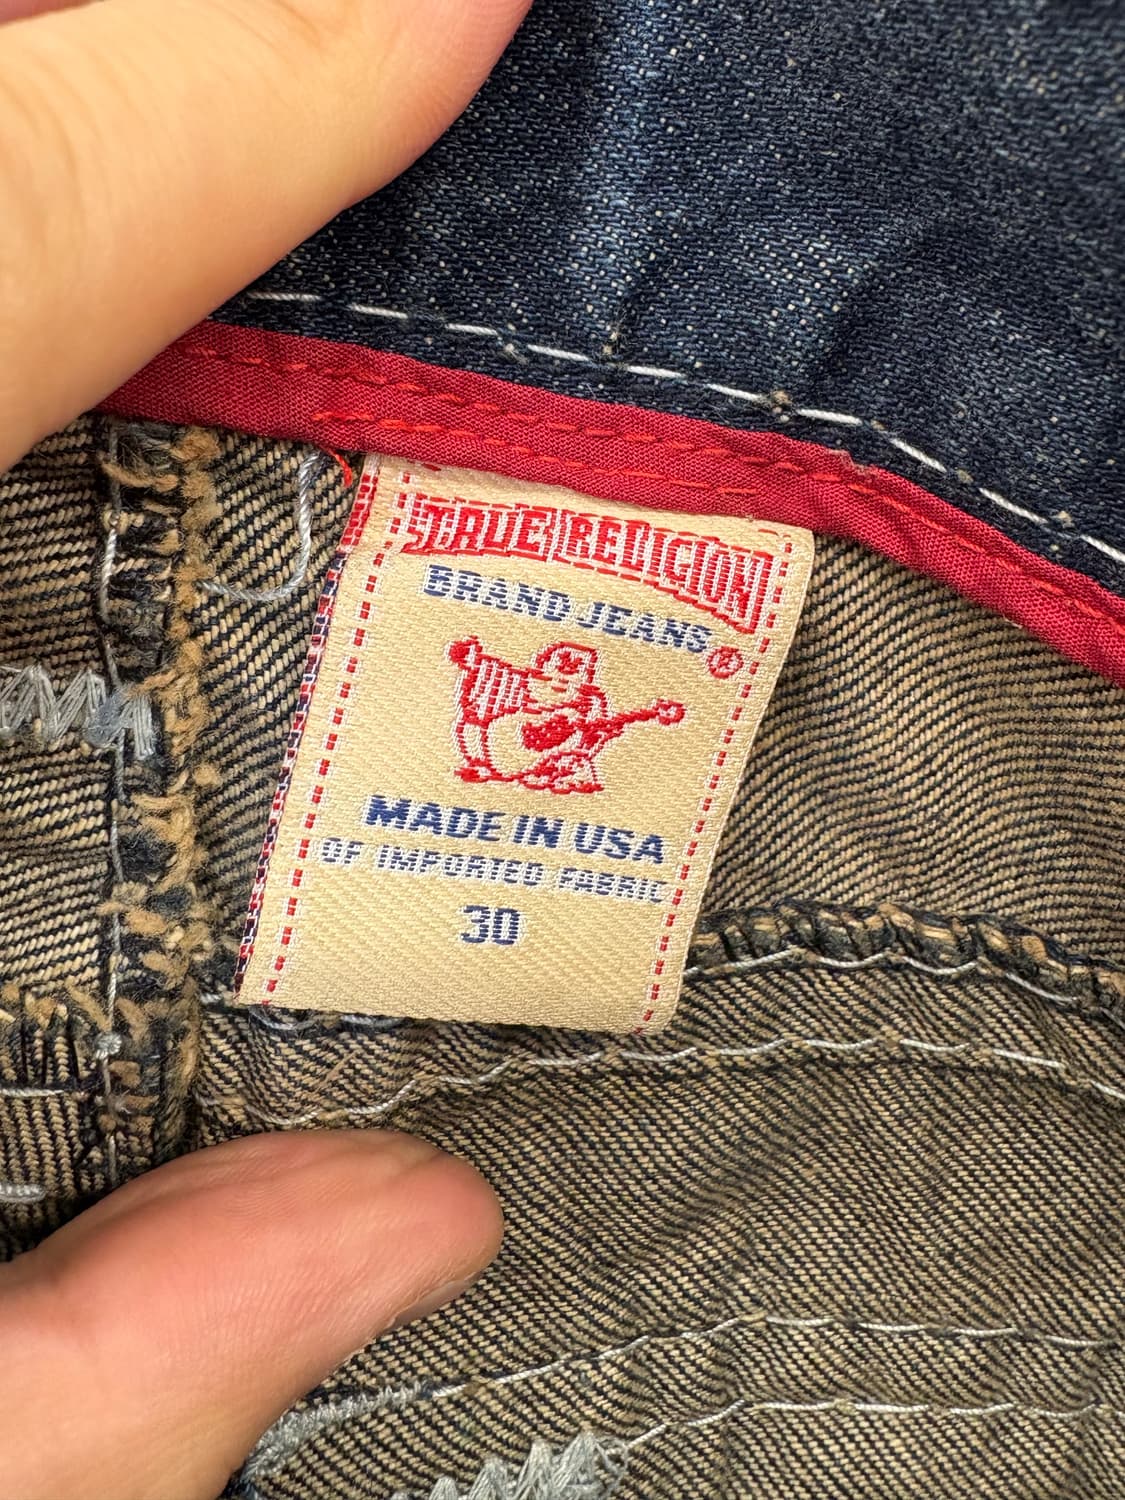 TRUE RELIGION
BRAND JEANS®
MADE IN USA
OF IMPORTED FABRIC
30